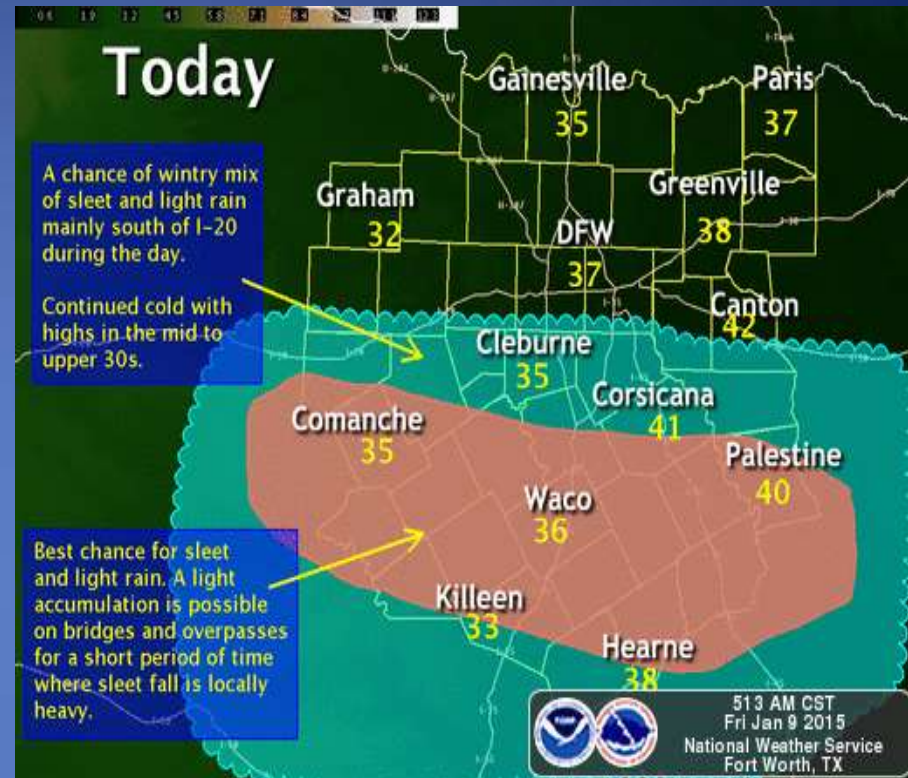 Today
Gainesville
35
Paris
37
Graham
32
Greenville
38
DFW
37
Canton
42
A chance of wintry mix
of sleet and light rain
mainly south of I-20
during the day.
Continued cold with
highs in the mid to
upper 30s.
Cleburne
35
Corsicana
41
Comanche
35
Palestine
40
Waco
36
Best chance for sleet
and light rain. A light
accumulation is possible
on bridges and overpasses
for a short period of time
where sleet fall is locally
heavy.
Killeen
33
Hearne
38
513 AM CST
Fri Jan 9 2015
National Weather Service
Fort Worth, TX